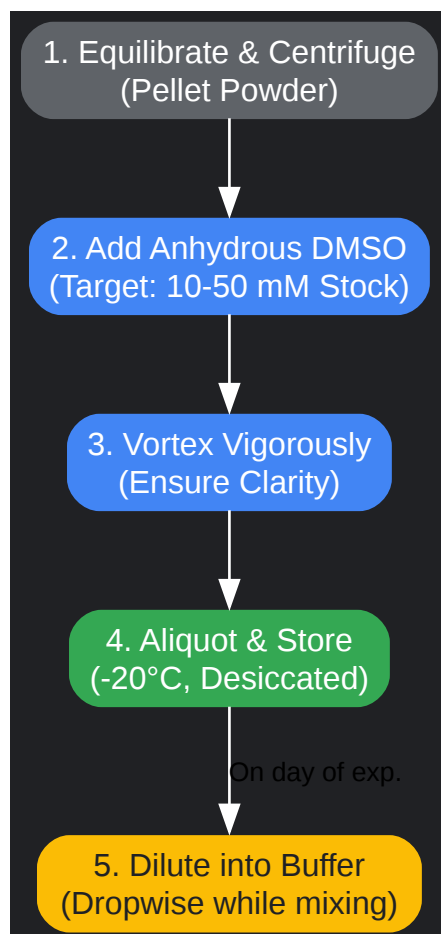 1. Equilibrate & Centrifuge
(Pellet Powder)
2. Add Anhydrous DMSO
(Target: 10-50 mM Stock)
3. Vortex Vigorously
(Ensure Clarity)
4. Aliquot & Store
(-20°C, Desiccated)
On day of exp.
5. Dilute into Buffer
(Dropwise while mixing)